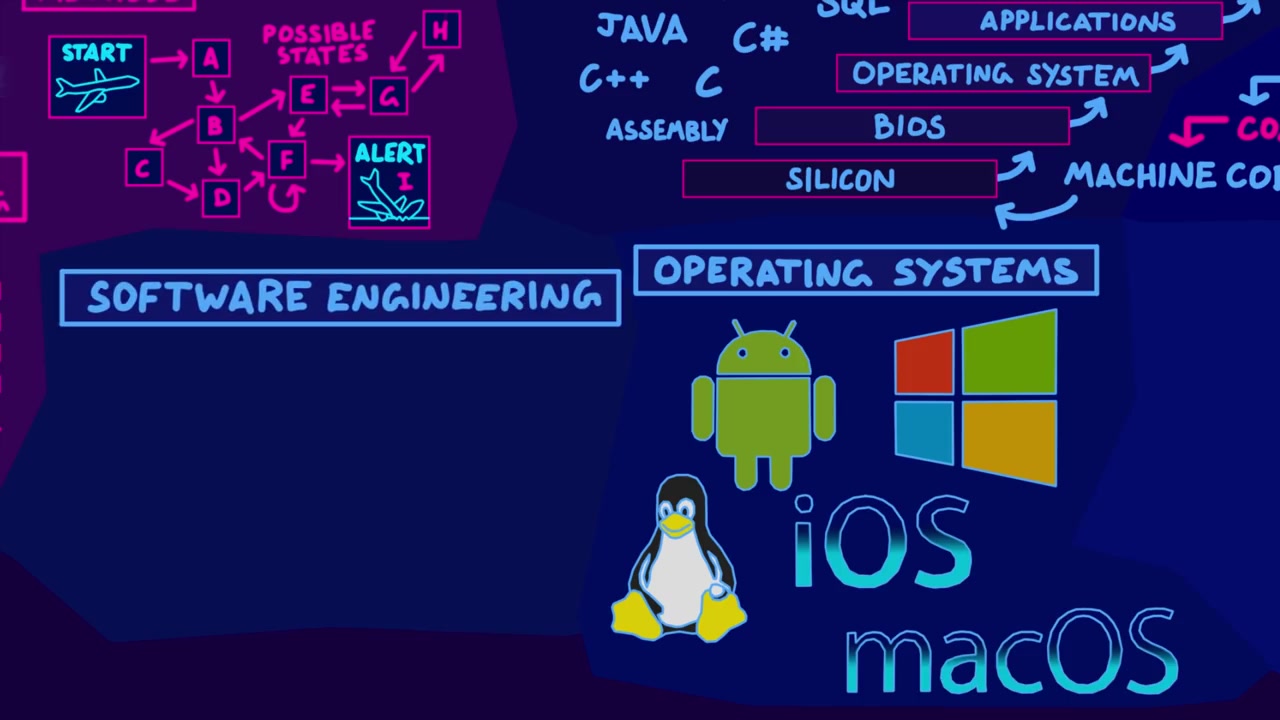 START
A
POSSIBLE
STATES
H
E
G
B
C
D
F
ALERT
JAVA
C#
SQL
C++
C
ASSEMBLY
APPLICATIONS
OPERATING SYSTEM
BIOS
SILICON
MACHINE
SOFTWARE ENGINEERING
OPERATING SYSTEMS
iOS
macOS